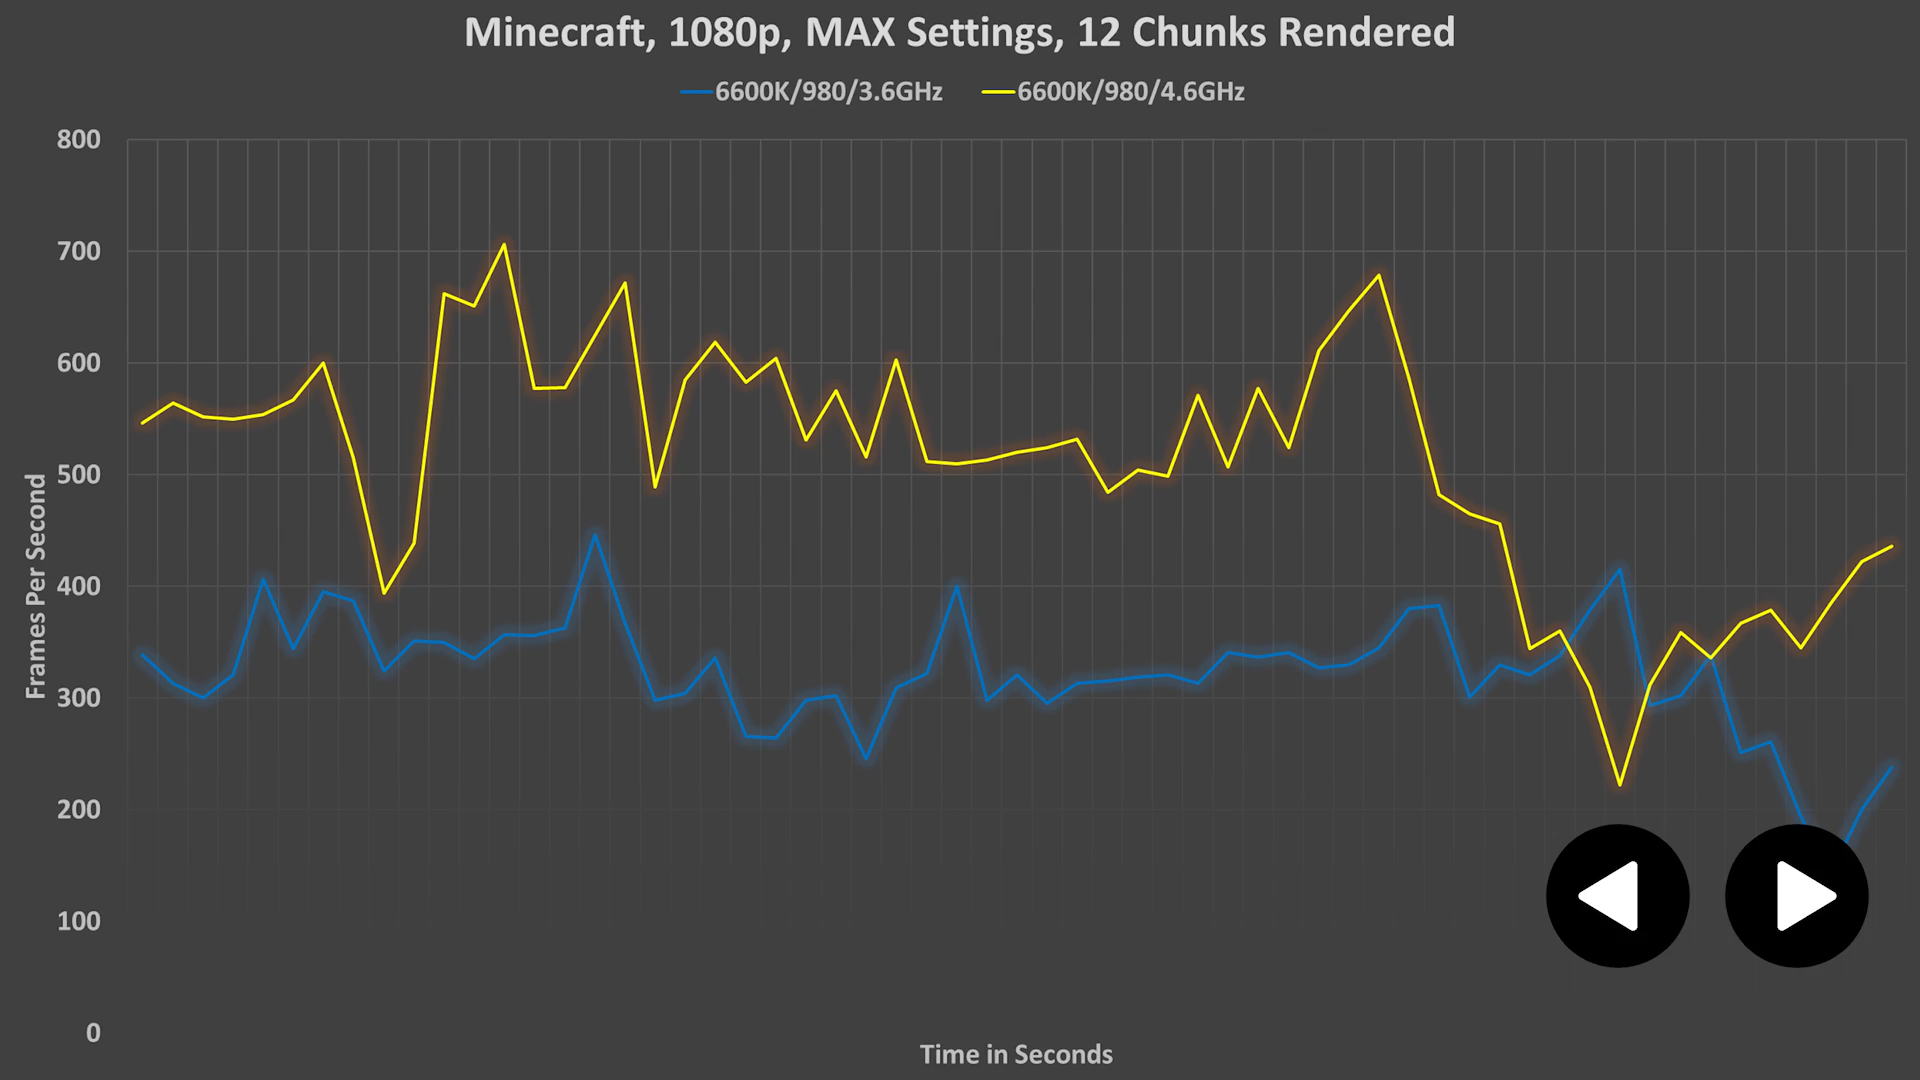 Minecraft, 1080p, MAX Settings, 12 Chunks Rendered
6600K/980/3.6GHz 6600K/980/4.6GHz
800
700
600
500
400
300
200
100
0
Frames Per Second
Time in Seconds